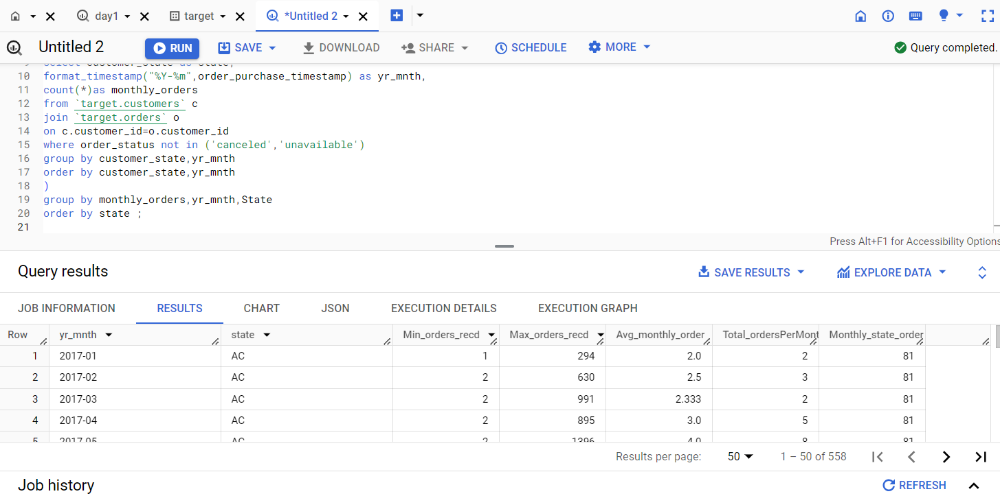 day1 target *Untitled 2
Untitled 2 RUN SAVE DOWNLOAD SHARE SCHEDULE MORE Query completed.
9 select customer_state as state,
10 format_timestamp("%Y-%m",order_purchase_timestamp) as yr_mnth,
11 count(*)as monthly_orders
12 from `target.customers` c
13 join `target.orders` o
14 on c.customer_id=o.customer_id
15 where order_status not in ('canceled','unavailable')
16 group by customer_state,yr_mnth
17 order by customer_state,yr_mnth
18 )
19 group by monthly_orders,yr_mnth,State
20 order by state ;
21
Press Alt+F1 for Accessibility Options
Query results SAVE RESULTS EXPLORE DATA
JOB INFORMATION RESULTS CHART JSON EXECUTION DETAILS EXECUTION GRAPH
Row yr_mnth state Min_orders_recd Max_orders_recd Avg_monthly_order Total_ordersPerMont Monthly_state_order
1 2017-01 AC 1 294 2.0 2 81
2 2017-02 AC 2 630 2.5 3 81
3 2017-03 AC 2 991 2.333 2 81
4 2017-04 AC 2 895 3.0 5 81
5 2017-05 AC 2 1396 4.0 8 81
Results per page: 50 1 – 50 of 558
Job history REFRESH